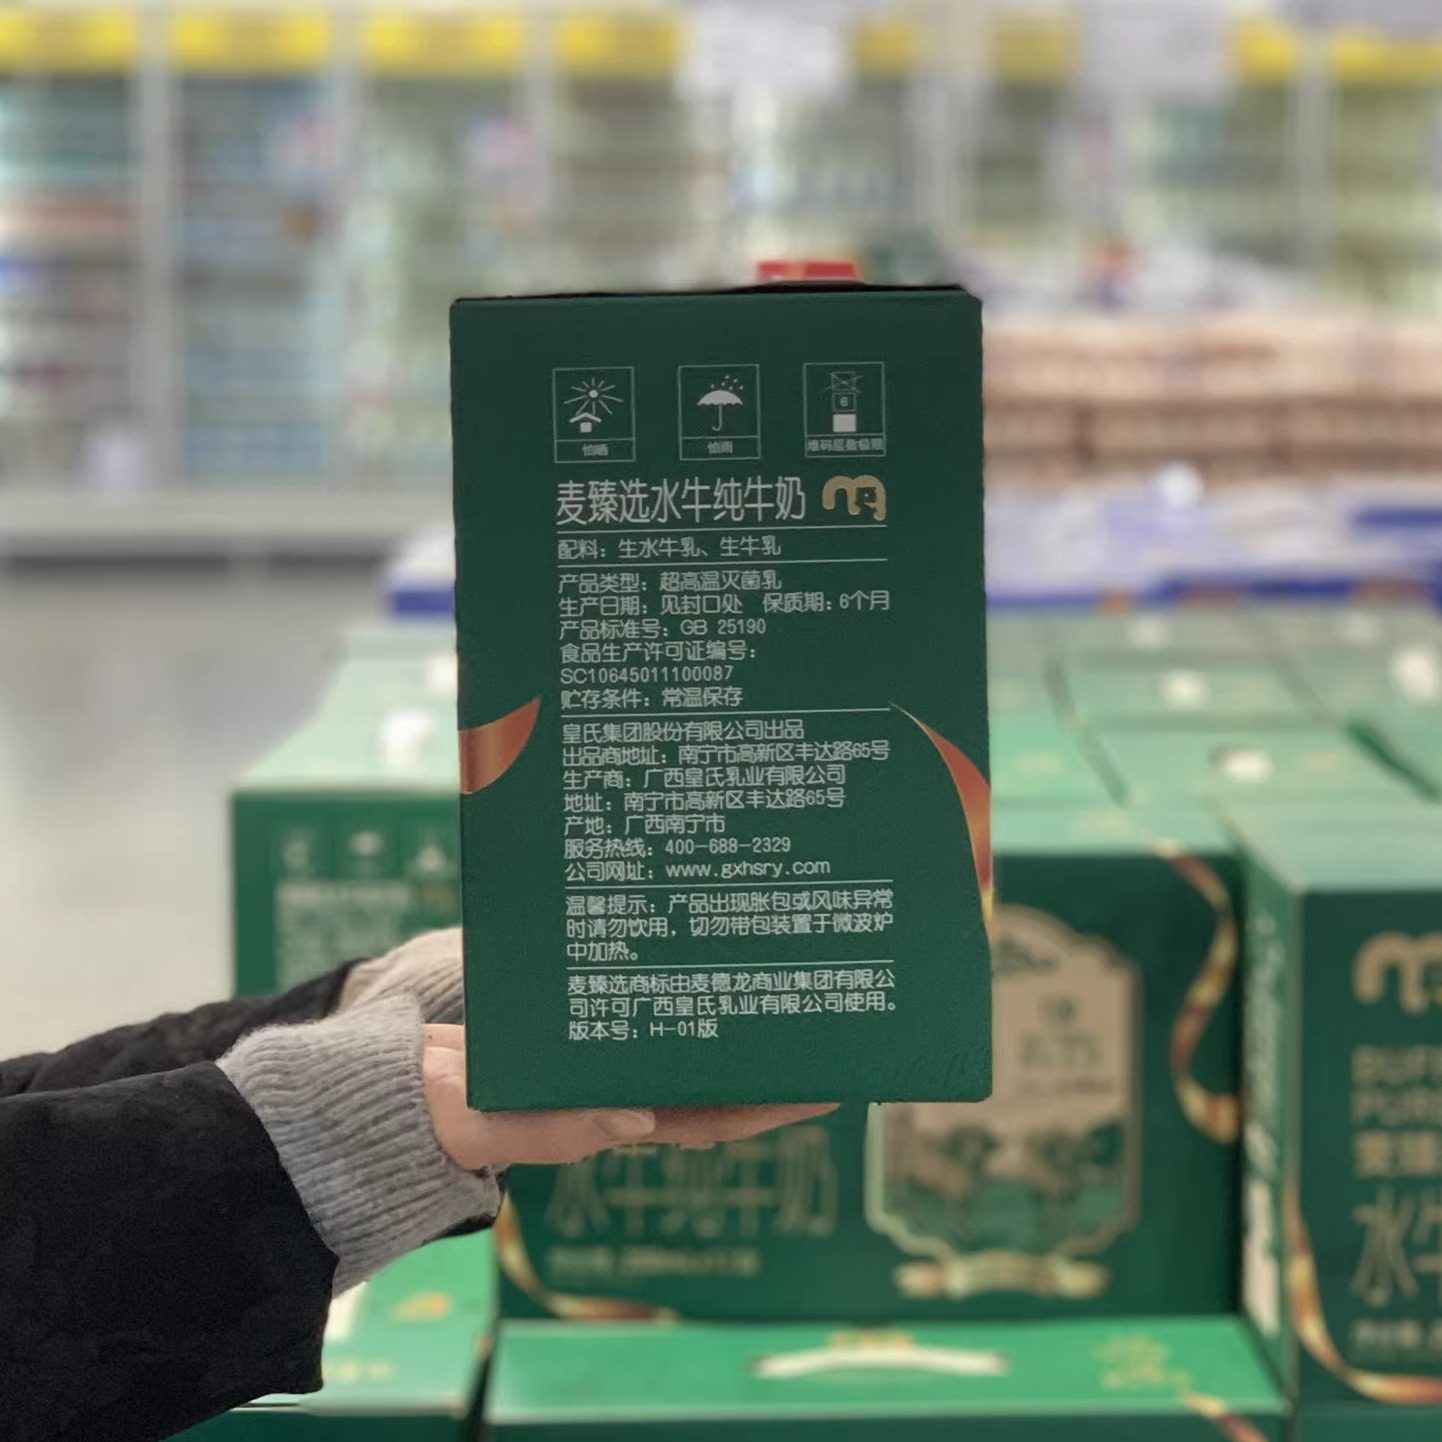 怕晒 怕雨 堆码层数极限
6
麦臻选水牛纯牛奶
配料：生水牛乳、生牛乳
产品类型：超高温灭菌乳
生产日期：见封口处 保质期：6个月
产品标准号：GB 25190
食品生产许可证编号：
SC10645011100087
贮存条件：常温保存
皇氏集团股份有限公司出品
出品商地址：南宁市高新区丰达路65号
生产商：广西皇氏乳业有限公司
地址：南宁市高新区丰达路65号
产地：广西南宁市
服务热线：400-688-2329
公司网址：www.gxhsry.com
温馨提示：产品出现胀包或风味异常
时请勿饮用，切勿带包装置于微波炉
中加热。
麦臻选商标由麦德龙商业集团有限公
司许可广西皇氏乳业有限公司使用。
版本号：H-01版
水牛纯牛奶